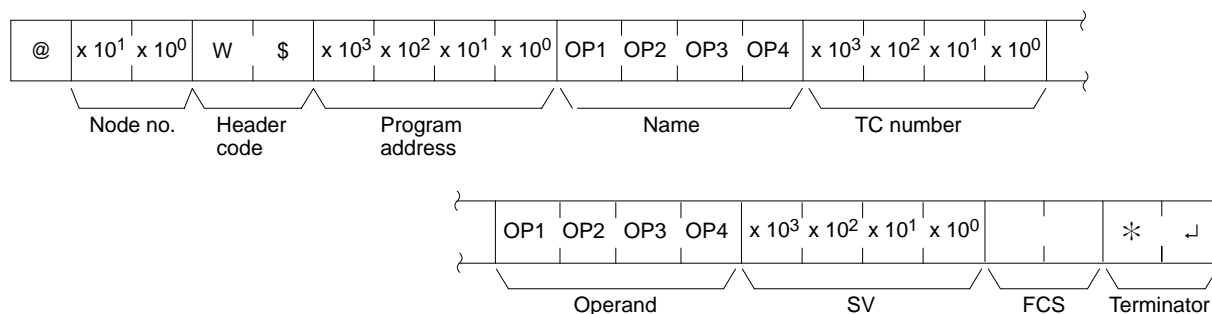 @ x 10¹ x 10⁰ W $ x 10³ x 10² x 10¹ x 10⁰ OP1 OP2 OP3 OP4 x 10³ x 10² x 10¹ x 10⁰
Node no. Header code Program address Name TC number
OP1 OP2 OP3 OP4 x 10³ x 10² x 10¹ x 10⁰ * ↵
Operand SV FCS Terminator